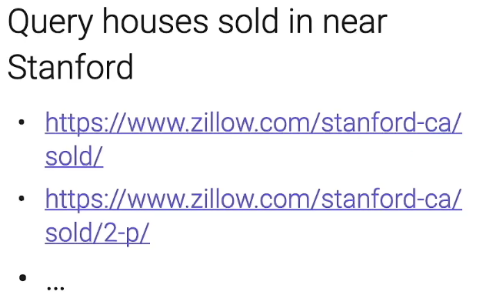 Query houses sold in near
Stanford
• https://www.zillow.com/stanford-ca/
sold/
• https://www.zillow.com/stanford-ca/
sold/2-p/
• ...